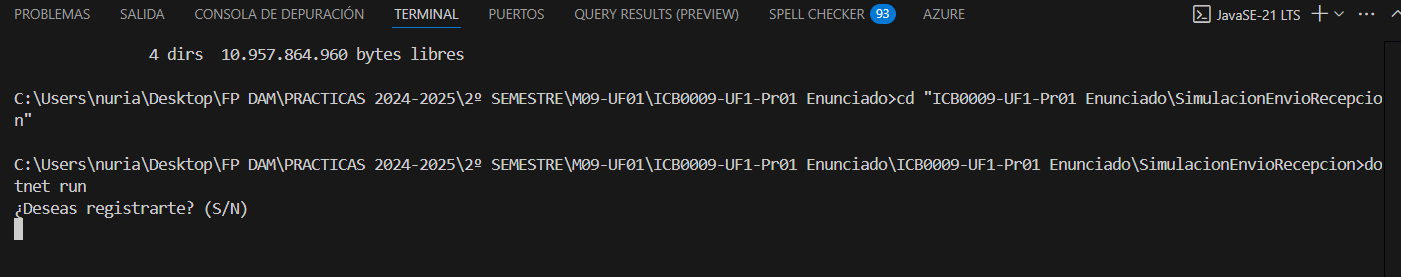 PROBLEMAS SALIDA CONSOLA DE DEPURACIÓN TERMINAL PUERTOS QUERY RESULTS (PREVIEW) SPELL CHECKER 93 AZURE JavaSE-21 LTS
4 dirs 10.957.864.960 bytes libres
C:\Users\nuria\Desktop\FP DAM\PRACTICAS 2024-2025\2º SEMESTRE\M09-UF01\ICB0009-UF1-Pr01 Enunciado>cd "ICB0009-UF1-Pr01 Enunciado\SimulacionEnvioRecepcio
n"
C:\Users\nuria\Desktop\FP DAM\PRACTICAS 2024-2025\2º SEMESTRE\M09-UF01\ICB0009-UF1-Pr01 Enunciado\ICB0009-UF1-Pr01 Enunciado\SimulacionEnvioRecepcion>do
tnet run
¿Deseas registrarte? (S/N)